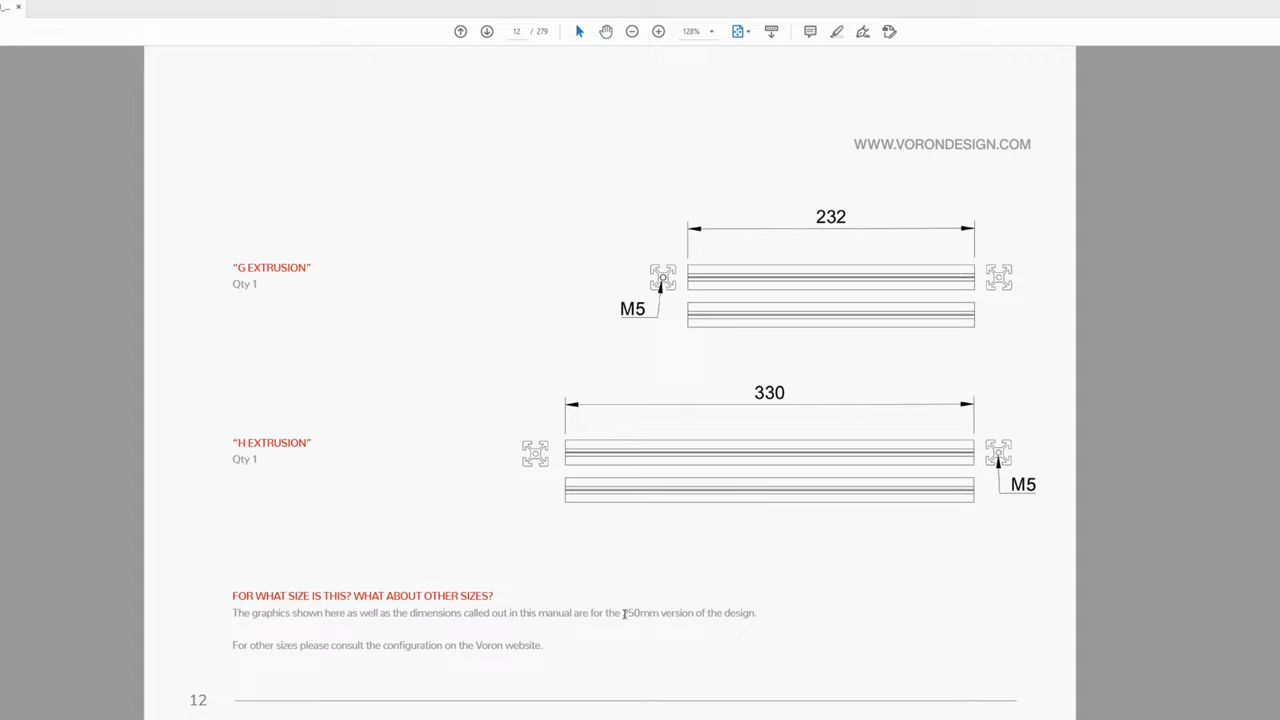 12 / 279
128%
WWW.VORONDESIGN.COM
232
“G EXTRUSION”
Qty 1
M5
330
“H EXTRUSION”
Qty 1
M5
FOR WHAT SIZE IS THIS? WHAT ABOUT OTHER SIZES?
The graphics shown here as well as the dimensions called out in this manual are for the 250mm version of the design.
For other sizes please consult the configuration on the Voron website.
12